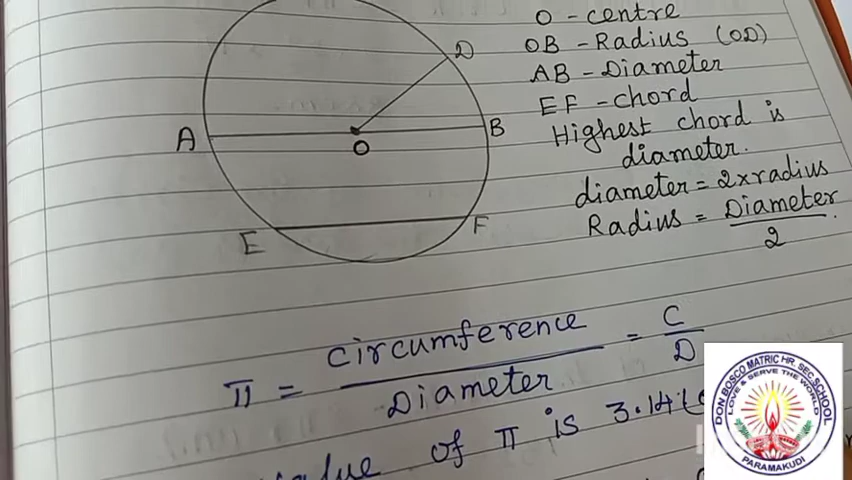 O - centre
OB - Radius (OD)
AB - Diameter
EF - chord
Highest chord is
diameter.
diameter = 2 x radius
Radius = Diameter
2
D
A
B
O
E
F
π = circumference = C
Diameter D
value of π is 3.14 (
DON BOSCO MATRIC HR. SEC SCHOOL
LOVE & SERVE THE WORLD
PARAMAKUDI